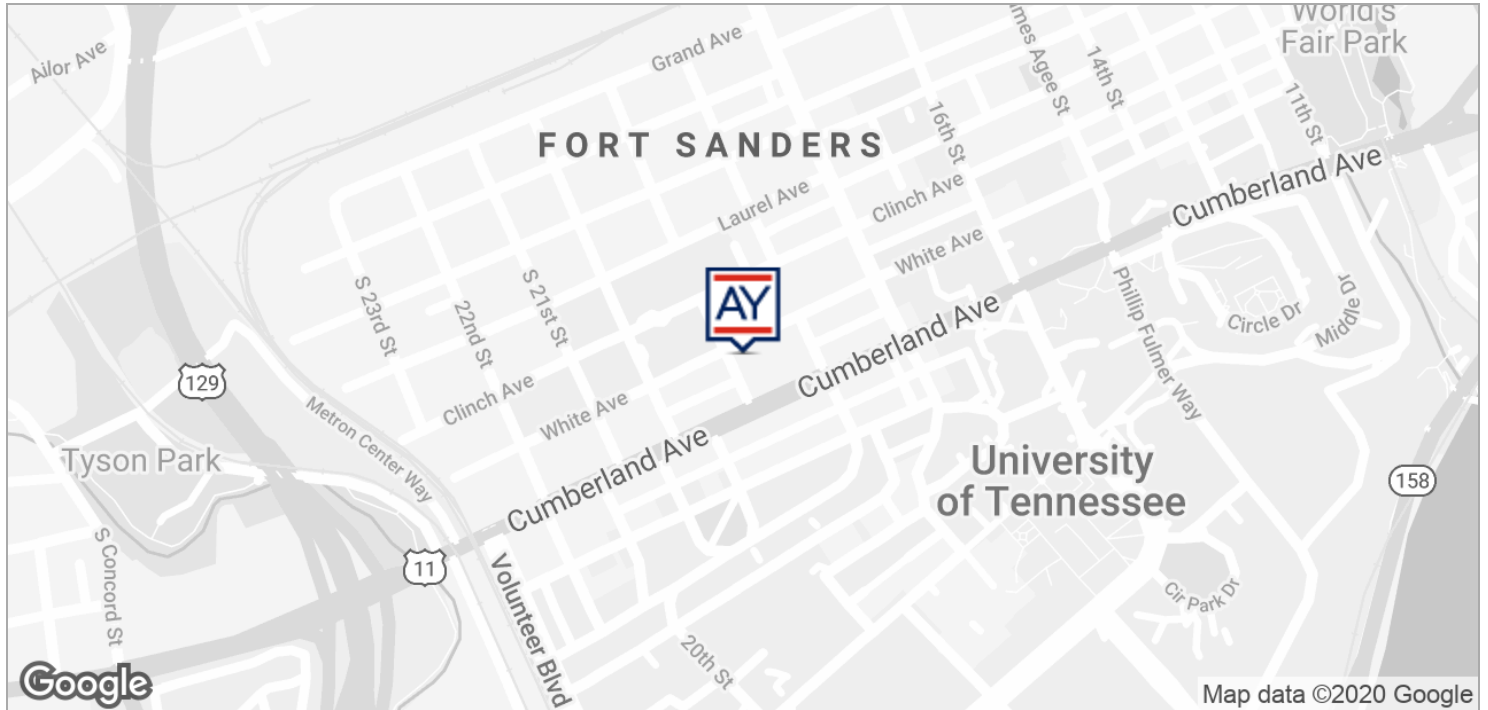 World's
Fair Park
Ailor Ave
Grand Ave
James Agee St
14th St
11th St
16th St
FORT SANDERS
Cumberland Ave
Laurel Ave
Clinch Ave
White Ave
S 23rd St
22nd St
S 21st St
AY
Cumberland Ave
Phillip Fulmer Way
Circle Dr
Middle Dr
129
Metron Center Way
Clinch Ave
White Ave
Tyson Park
Cumberland Ave
University
of Tennessee
158
Cumberland Ave
S Concord St
11
Volunteer Blvd
Cir Park Dr
20th St
Google
Map data ©2020 Google